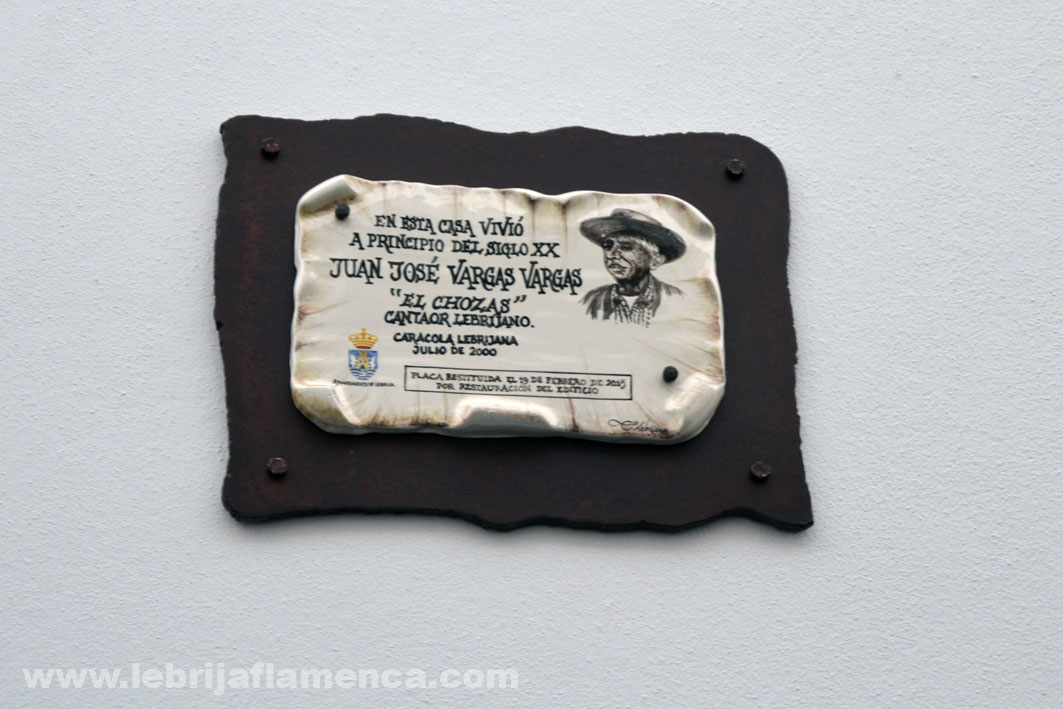 EN ESTA CASA VIVIÓ
A PRINCIPIO DEL SIGLO XX
JUAN JOSÉ VARGAS VARGAS
"EL CHOZAS"
CANTAOR LEBRIJANO.
CARACOLA LEBRIJANA
JULIO DE 2000
PLACA RESTITUIDA EL 19 DE FEBRERO DE 2015
POR RESTAURACIÓN DEL EDIFICIO
www.lebrijaflamenca.com